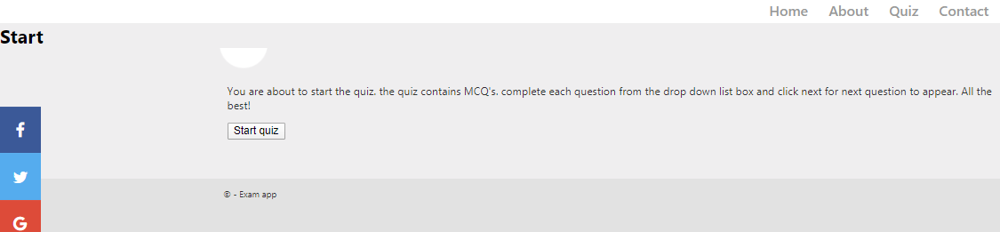 Home About Quiz Contact
Start
You are about to start the quiz. the quiz contains MCQ's. complete each question from the drop down list box and click next for next question to appear. All the
best!
Start quiz
© - Exam app